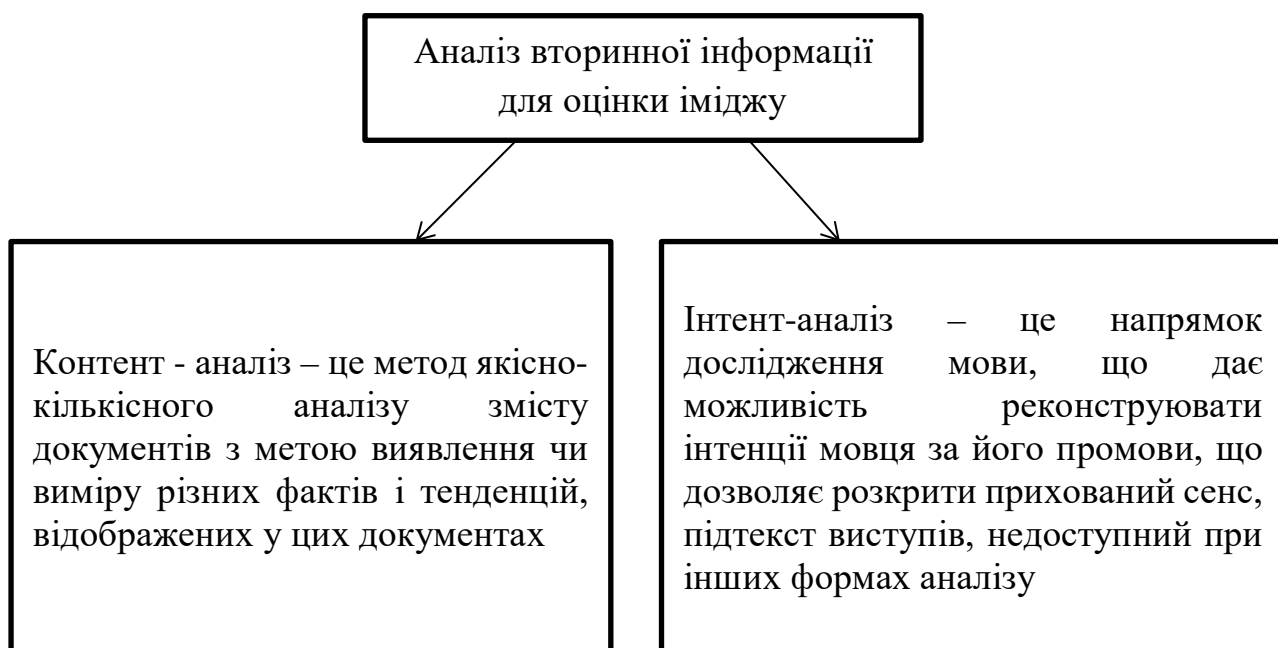 Аналіз вторинної інформації
для оцінки іміджу
Контент - аналіз – це метод якісно-
кількісного аналізу змісту
документів з метою виявлення чи
виміру різних фактів і тенденцій,
відображених у цих документах
Інтент-аналіз – це напрямок
дослідження мови, що дає
можливість реконструювати
інтенції мовця за його промови, що
дозволяє розкрити прихований сенс,
підтекст виступів, недоступний при
інших формах аналізу